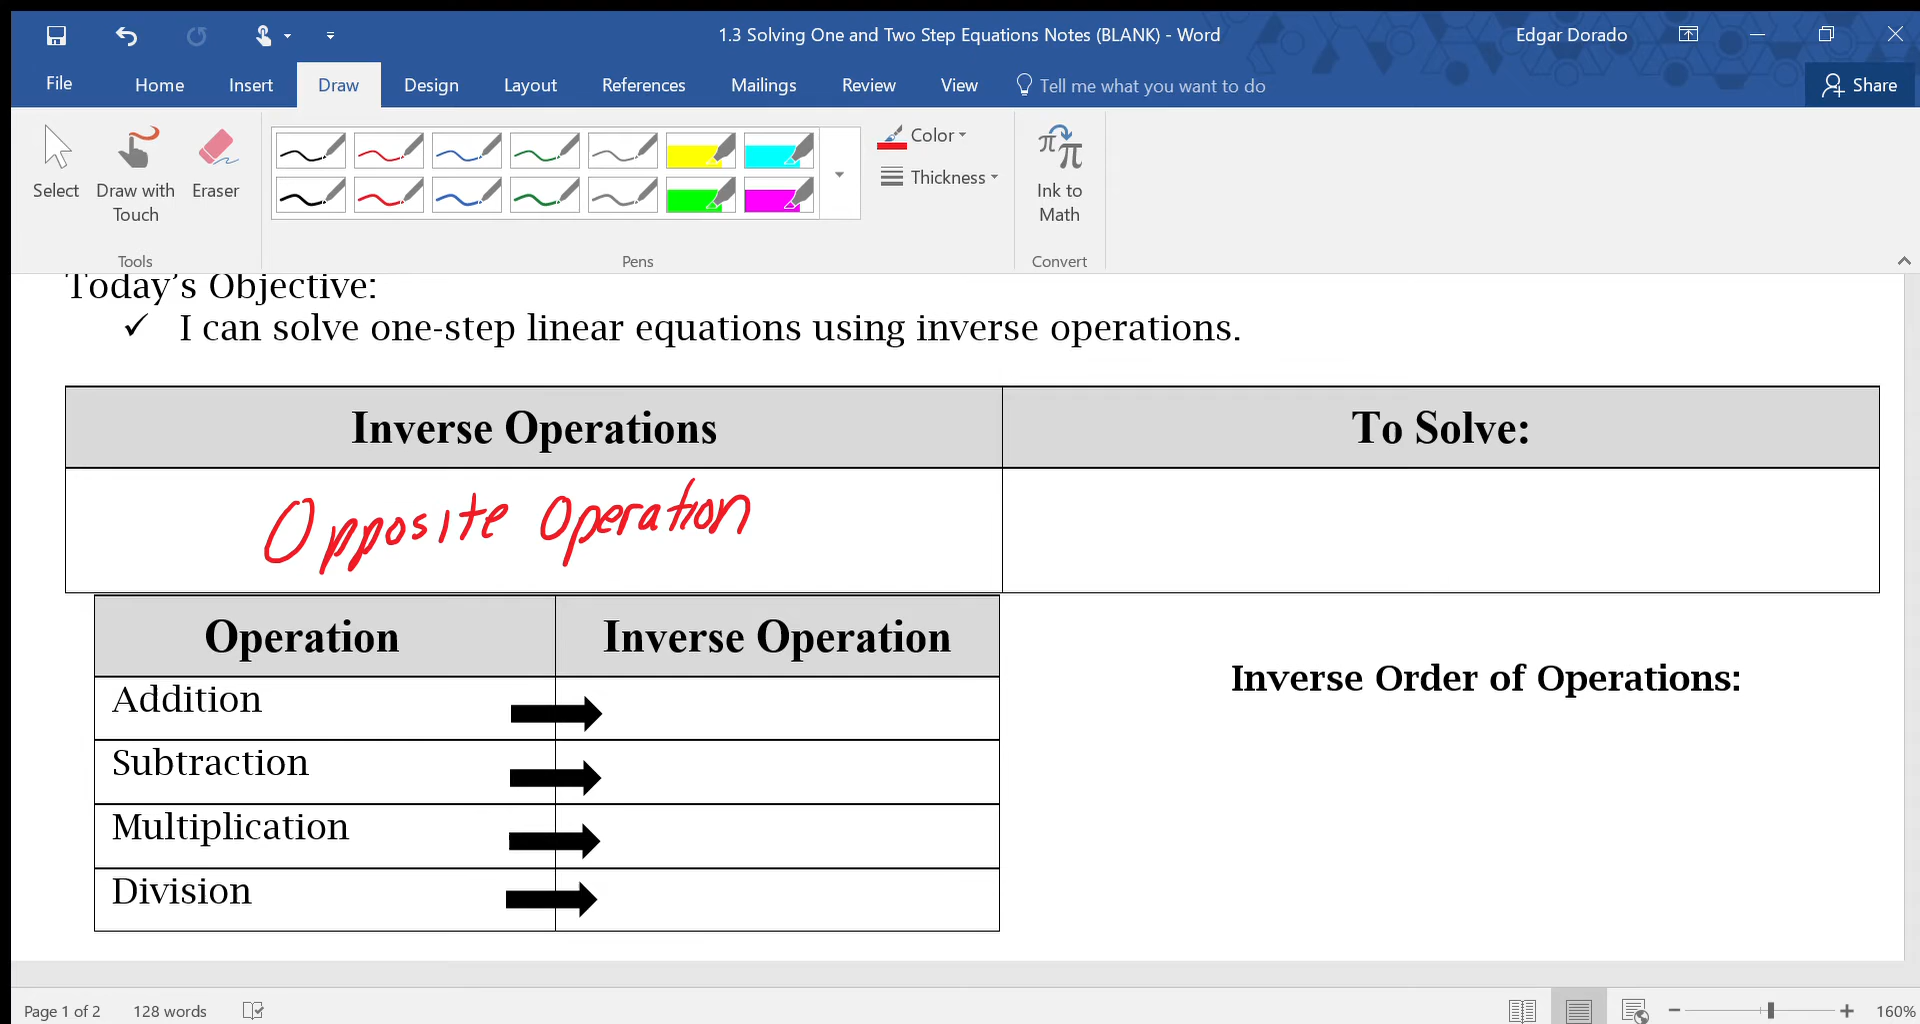 1.3 Solving One and Two Step Equations Notes (BLANK) - Word
Edgar Dorado
File Home Insert Draw Design Layout References Mailings Review View Tell me what you want to do Share
Select
Draw with Touch
Eraser
Tools
Pens
Color
Thickness
Ink to Math
Convert
Today's Objective:
✓ I can solve one-step linear equations using inverse operations.
Inverse Operations To Solve:
Opposite Operation
Operation Inverse Operation
Inverse Order of Operations:
Addition
Subtraction
Multiplication
Division
Page 1 of 2 128 words 160%